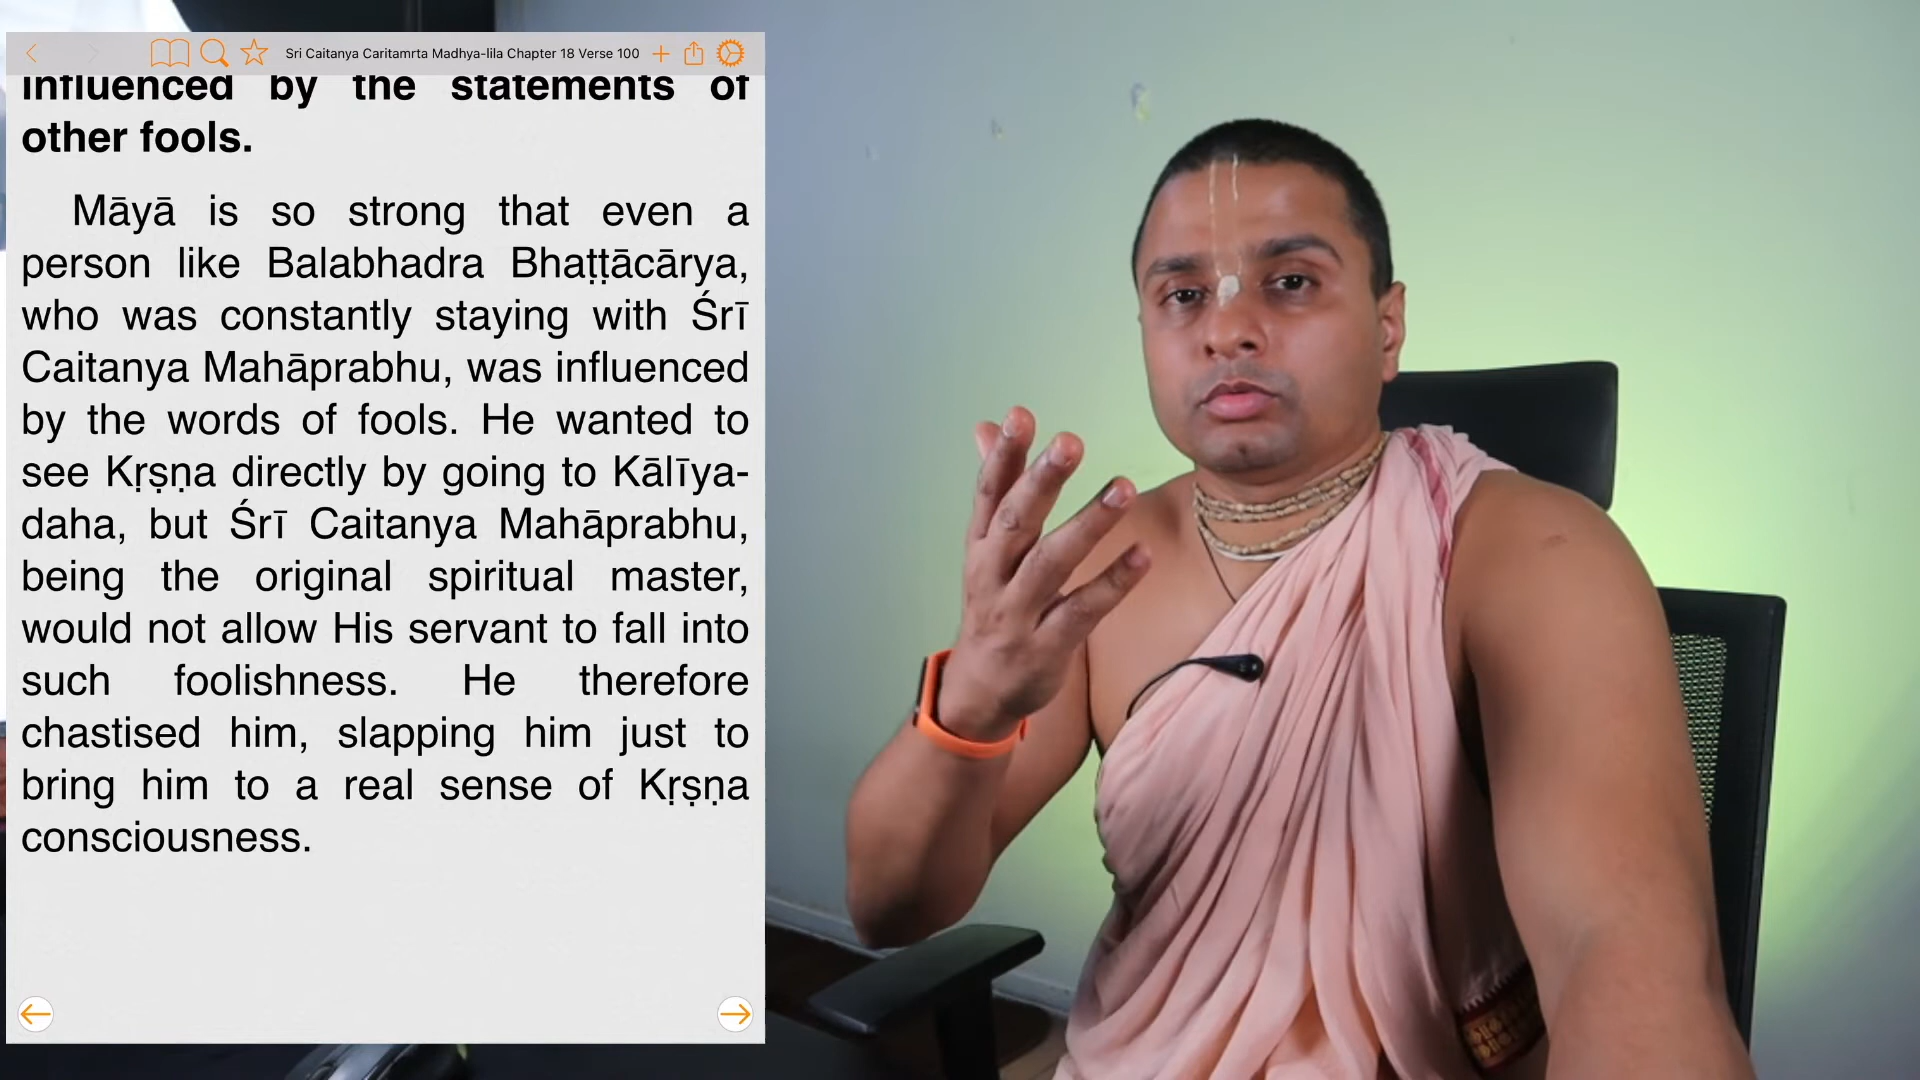 Sri Caitanya Caritamrta Madhya-lila Chapter 18 Verse 100
influenced by the statements of
other fools.
Māyā is so strong that even a
person like Balabhadra Bhaṭṭācārya,
who was constantly staying with Śrī
Caitanya Mahāprabhu, was influenced
by the words of fools. He wanted to
see Kṛṣṇa directly by going to Kālīya-
daha, but Śrī Caitanya Mahāprabhu,
being the original spiritual master,
would not allow His servant to fall into
such foolishness. He therefore
chastised him, slapping him just to
bring him to a real sense of Kṛṣṇa
consciousness.